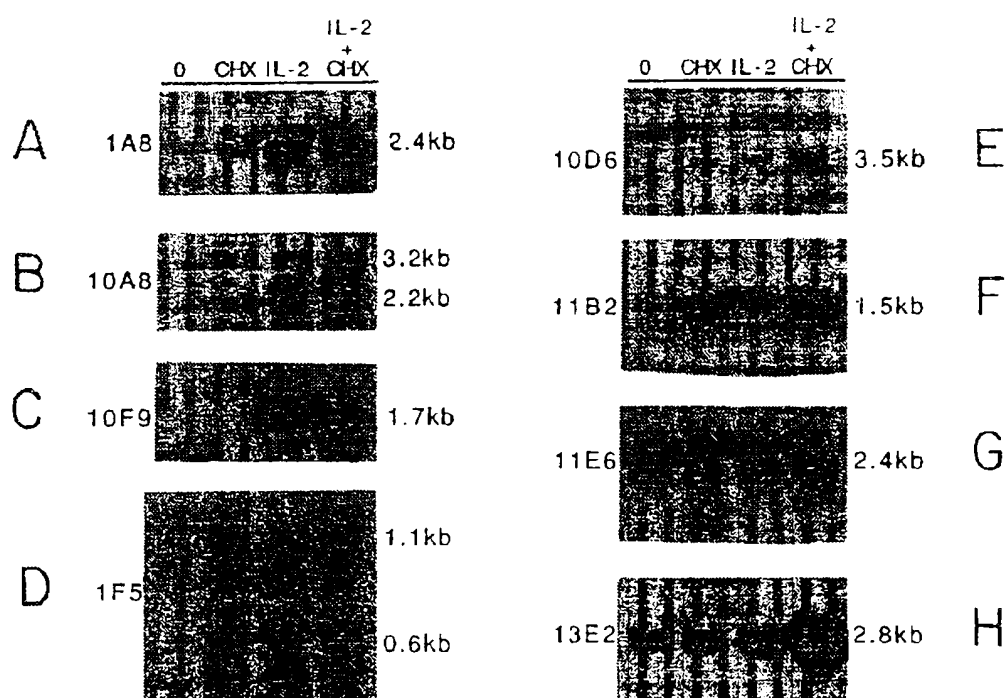 IL-2
+
0 CHX IL-2 CHX
A 1A8 2.4kb
B 10A8 3.2kb
2.2kb
C 10F9 1.7kb
D 1F5 1.1kb
0.6kb
IL-2
+
0 CHX IL-2 CHX
10D6 3.5kb E
11B2 1.5kb F
11E6 2.4kb G
13E2 2.8kb H